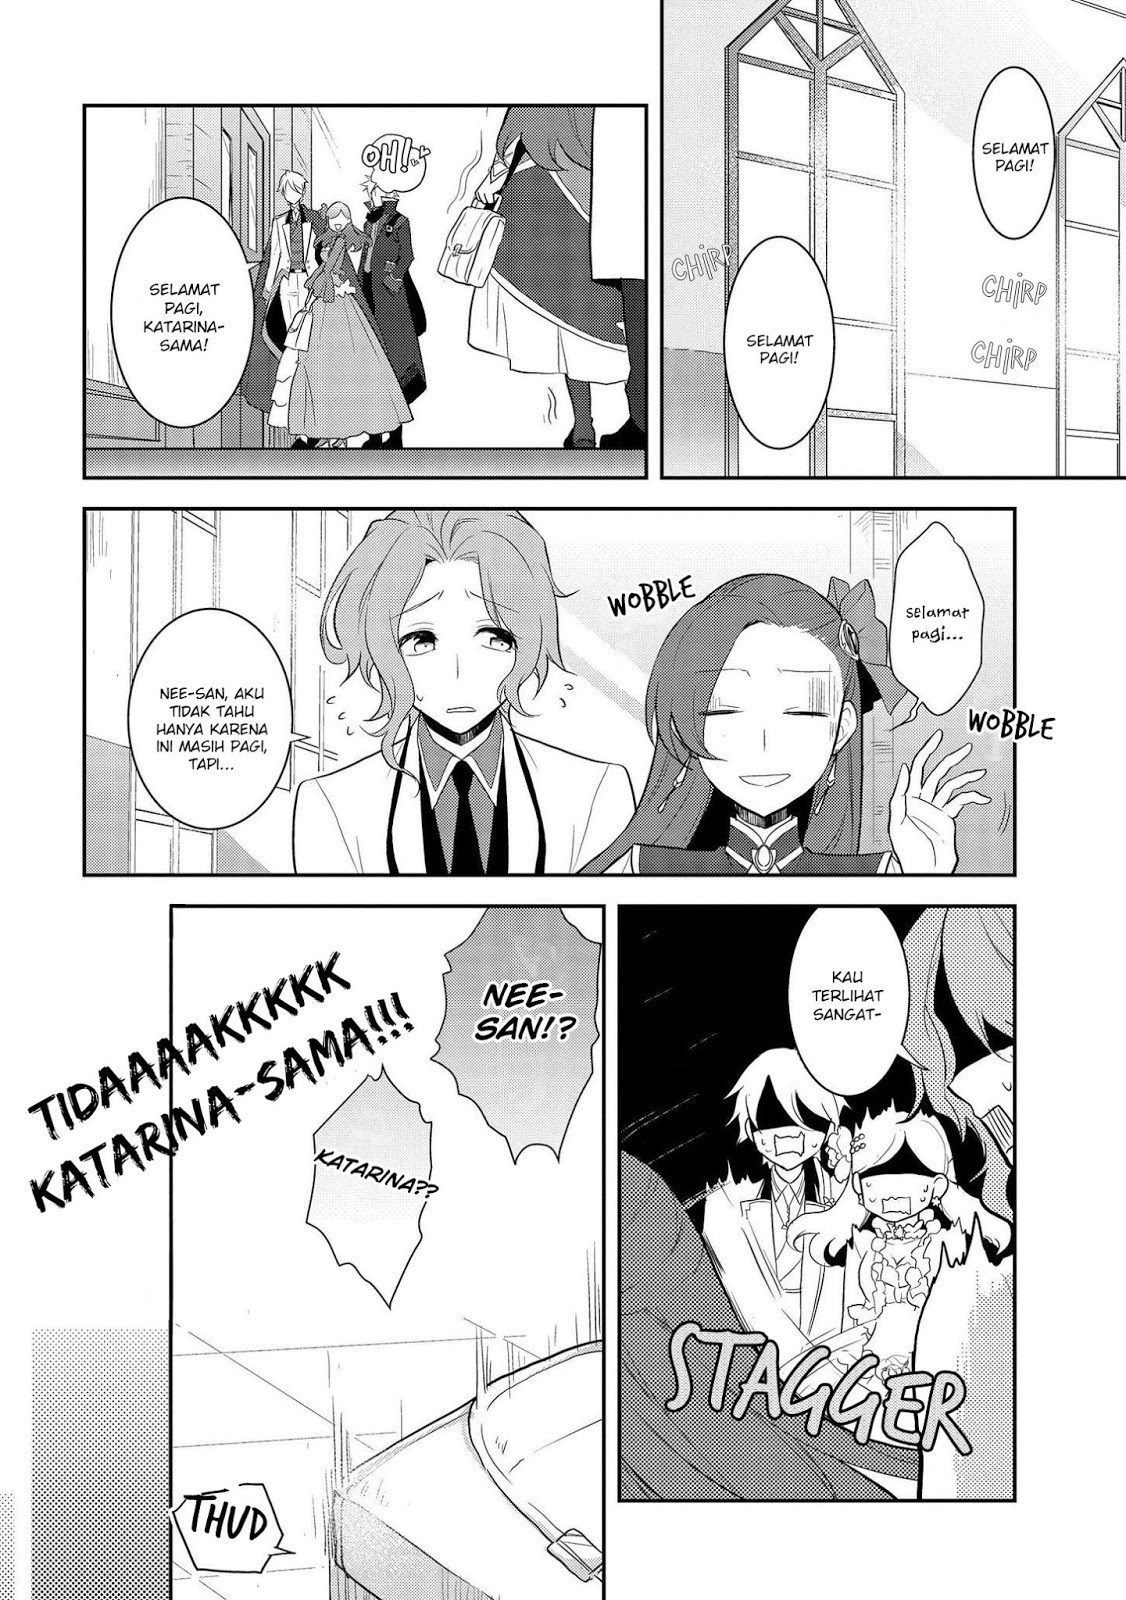 SELAMAT
PAGI!
CHIRP
CHIRP
CHIRP
SELAMAT
PAGI!
OH!
SELAMAT
PAGI,
KATARINA-
SAMA!
selamat
pagi...
WOBBLE
WOBBLE
NEE-SAN, AKU
TIDAK TAHU
HANYA KARENA
INI MASIH PAGI,
TAPI...
KAU
TERLIHAT
SANGAT-
STAGGER
NEE-
SAN!?
KATARINA??
TIDAAAAKKKKK
KATARINA-SAMA!!!
THUD